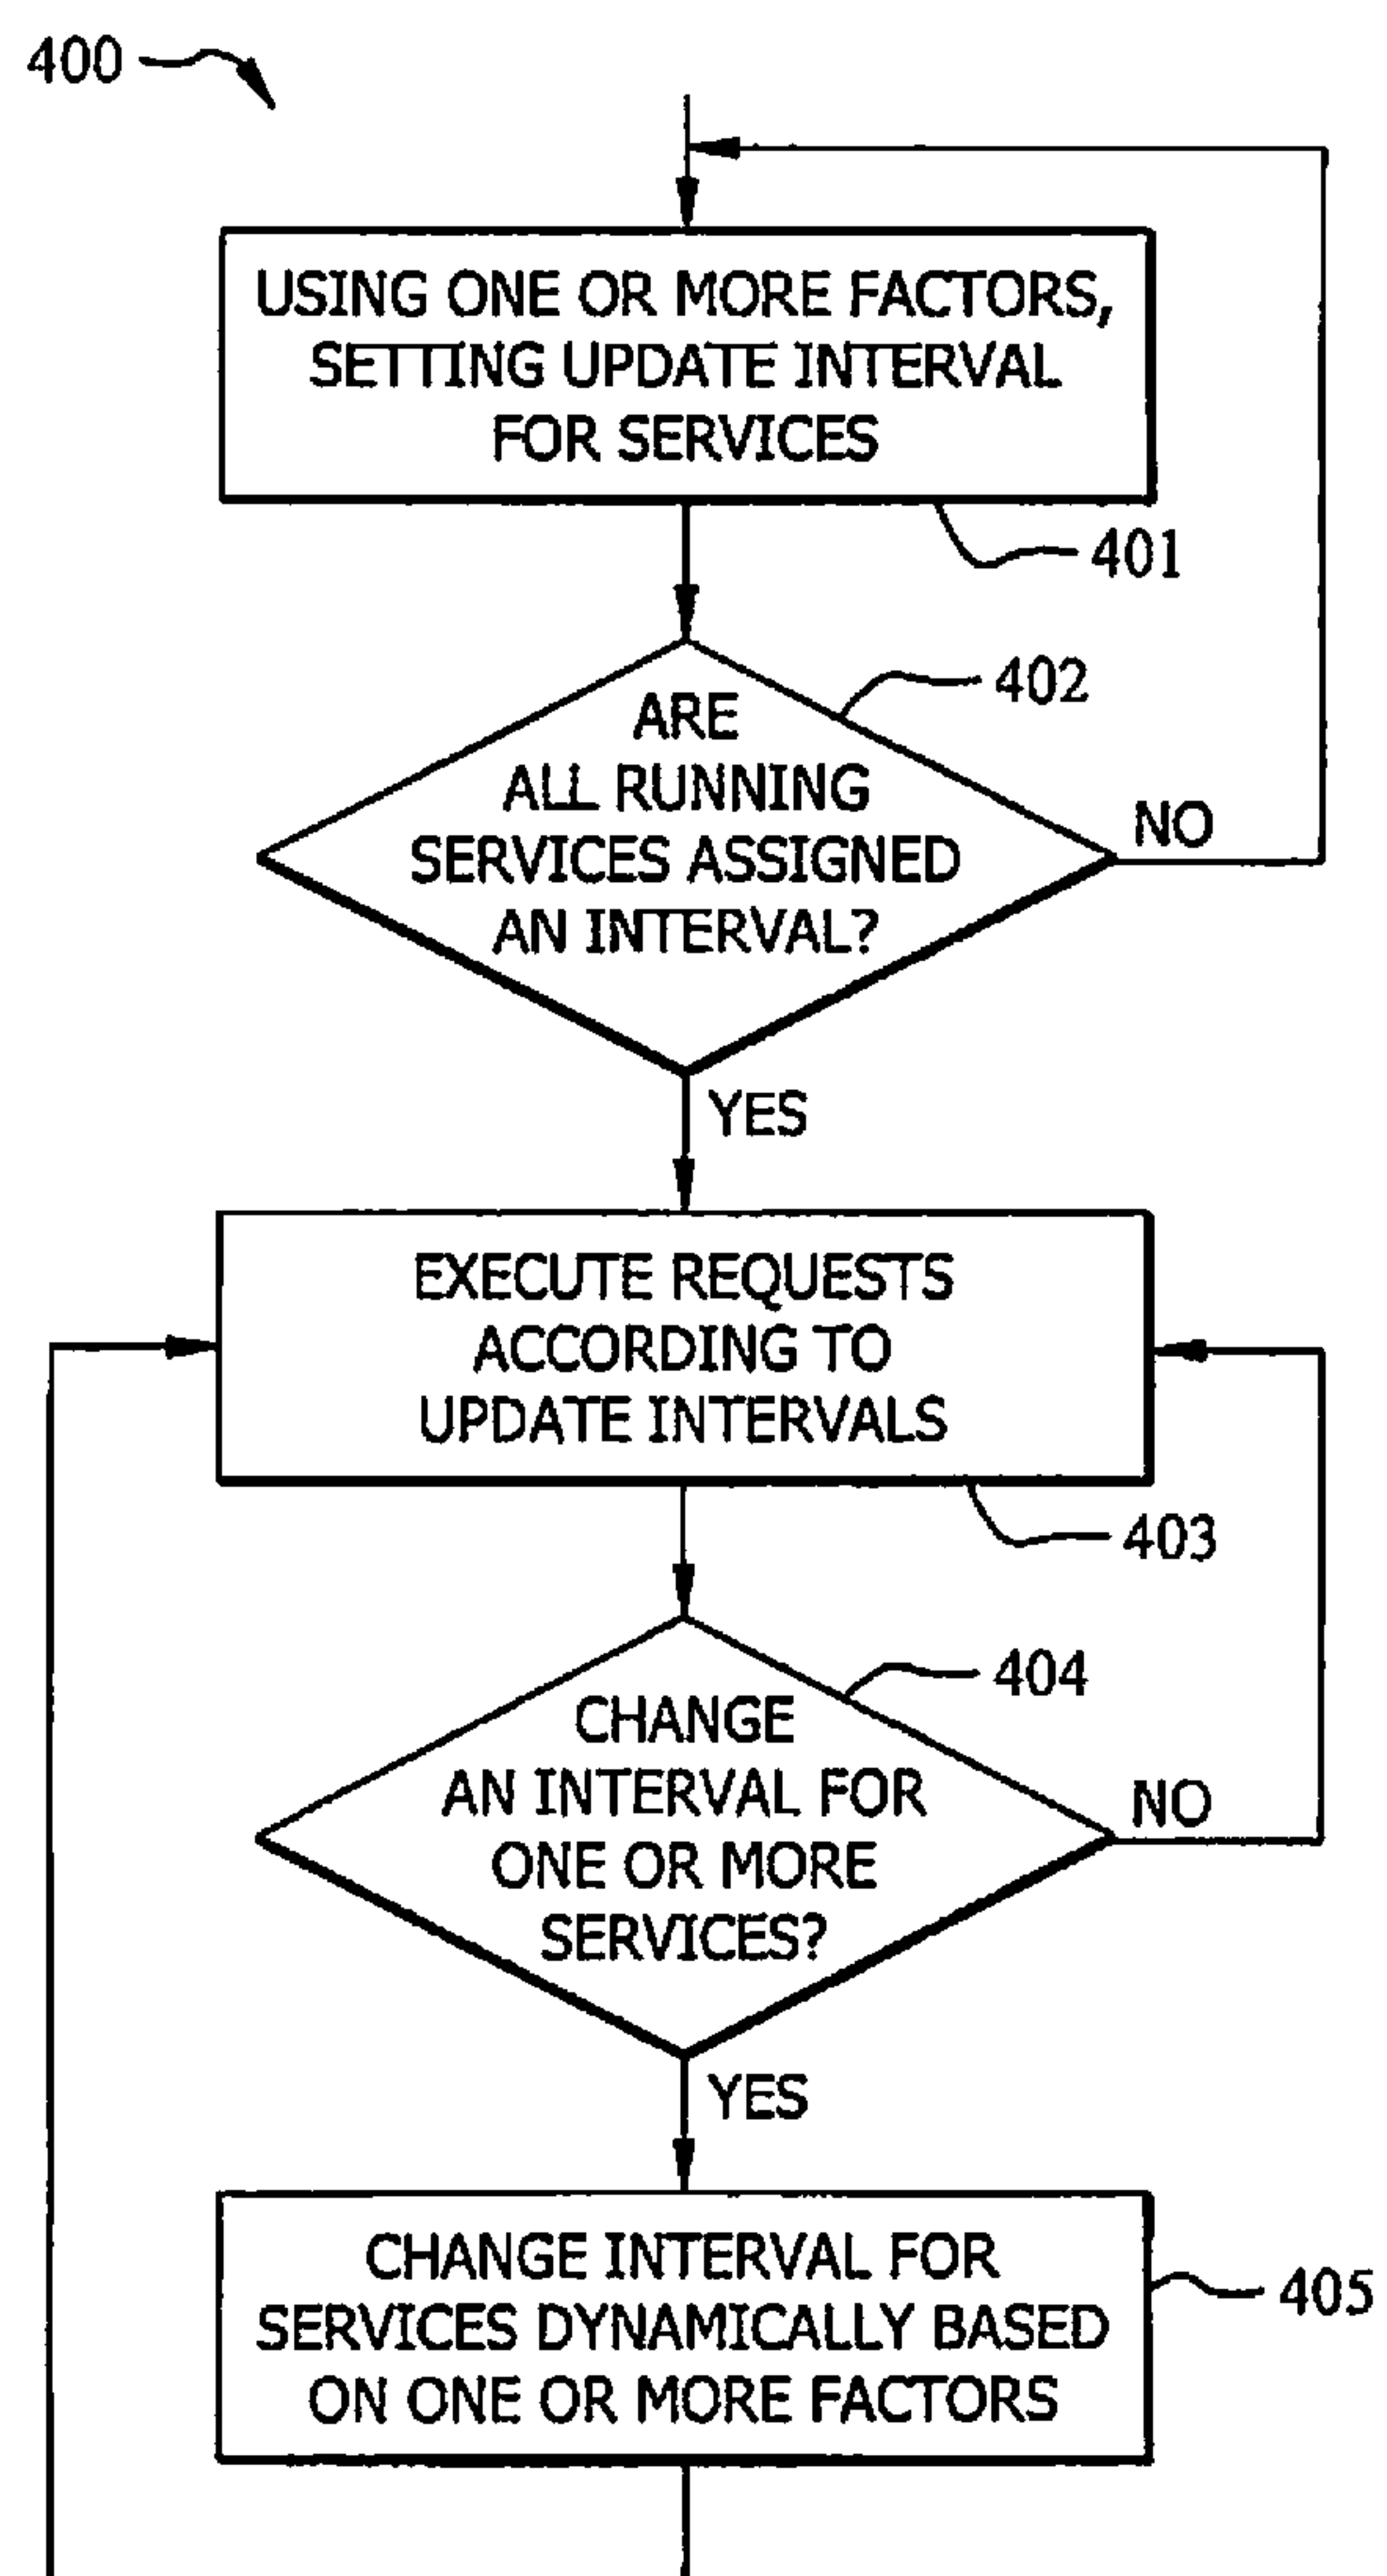 400
USING ONE OR MORE FACTORS,
SETTING UPDATE INTERVAL
FOR SERVICES
401
402
ARE
ALL RUNNING
SERVICES ASSIGNED
AN INTERVAL?
NO
YES
EXECUTE REQUESTS
ACCORDING TO
UPDATE INTERVALS
403
404
CHANGE
AN INTERVAL FOR
ONE OR MORE
SERVICES?
NO
YES
CHANGE INTERVAL FOR
SERVICES DYNAMICALLY BASED
ON ONE OR MORE FACTORS
405